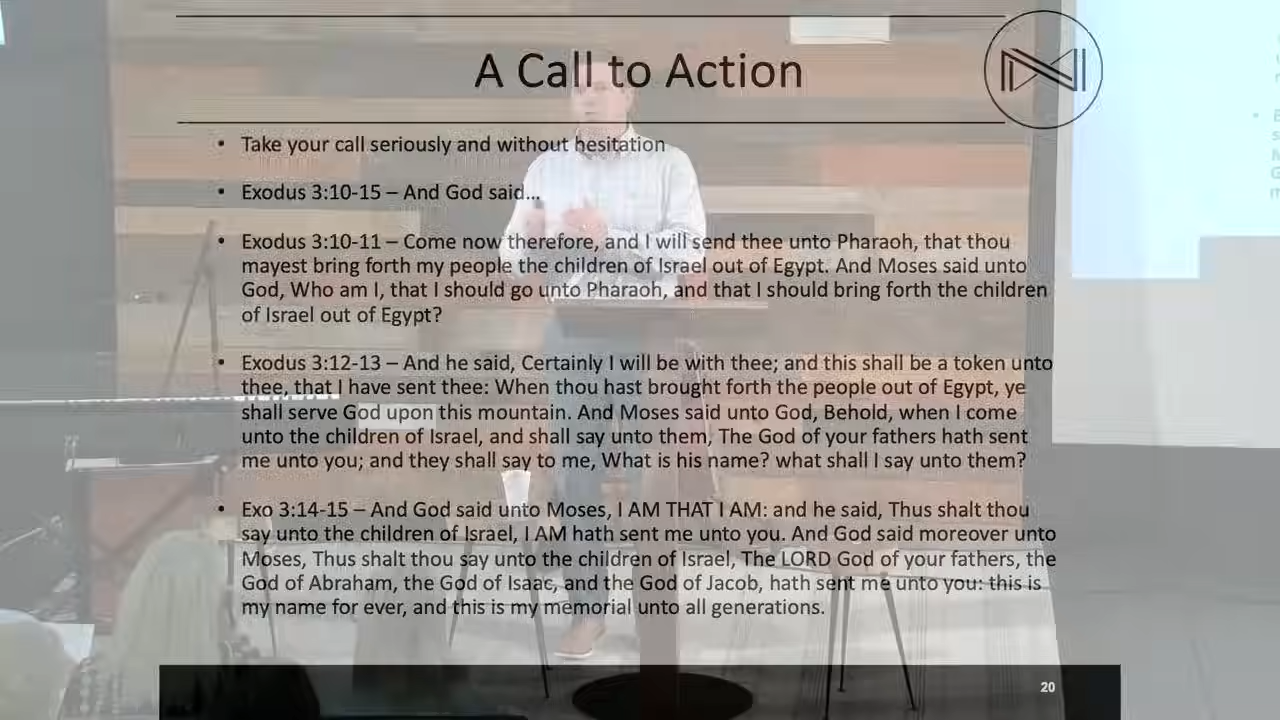 A Call to Action
• Take your call seriously and without hesitation
• Exodus 3:10-15 – And God said…
• Exodus 3:10-11 – Come now therefore, and I will send thee unto Pharaoh, that thou
mayest bring forth my people the children of Israel out of Egypt. And Moses said unto
God, Who am I, that I should go unto Pharaoh, and that I should bring forth the children
of Israel out of Egypt?
• Exodus 3:12-13 – And he said, Certainly I will be with thee; and this shall be a token unto
thee, that I have sent thee: When thou hast brought forth the people out of Egypt, ye
shall serve God upon this mountain. And Moses said unto God, Behold, when I come
unto the children of Israel, and shall say unto them, The God of your fathers hath sent
me unto you; and they shall say to me, What is his name? what shall I say unto them?
• Exo 3:14-15 – And God said unto Moses, I AM THAT I AM: and he said, Thus shalt thou
say unto the children of Israel, I AM hath sent me unto you. And God said moreover unto
Moses, Thus shalt thou say unto the children of Israel, The LORD God of your fathers, the
God of Abraham, the God of Isaac, and the God of Jacob, hath sent me unto you: this is
my name for ever, and this is my memorial unto all generations.
20